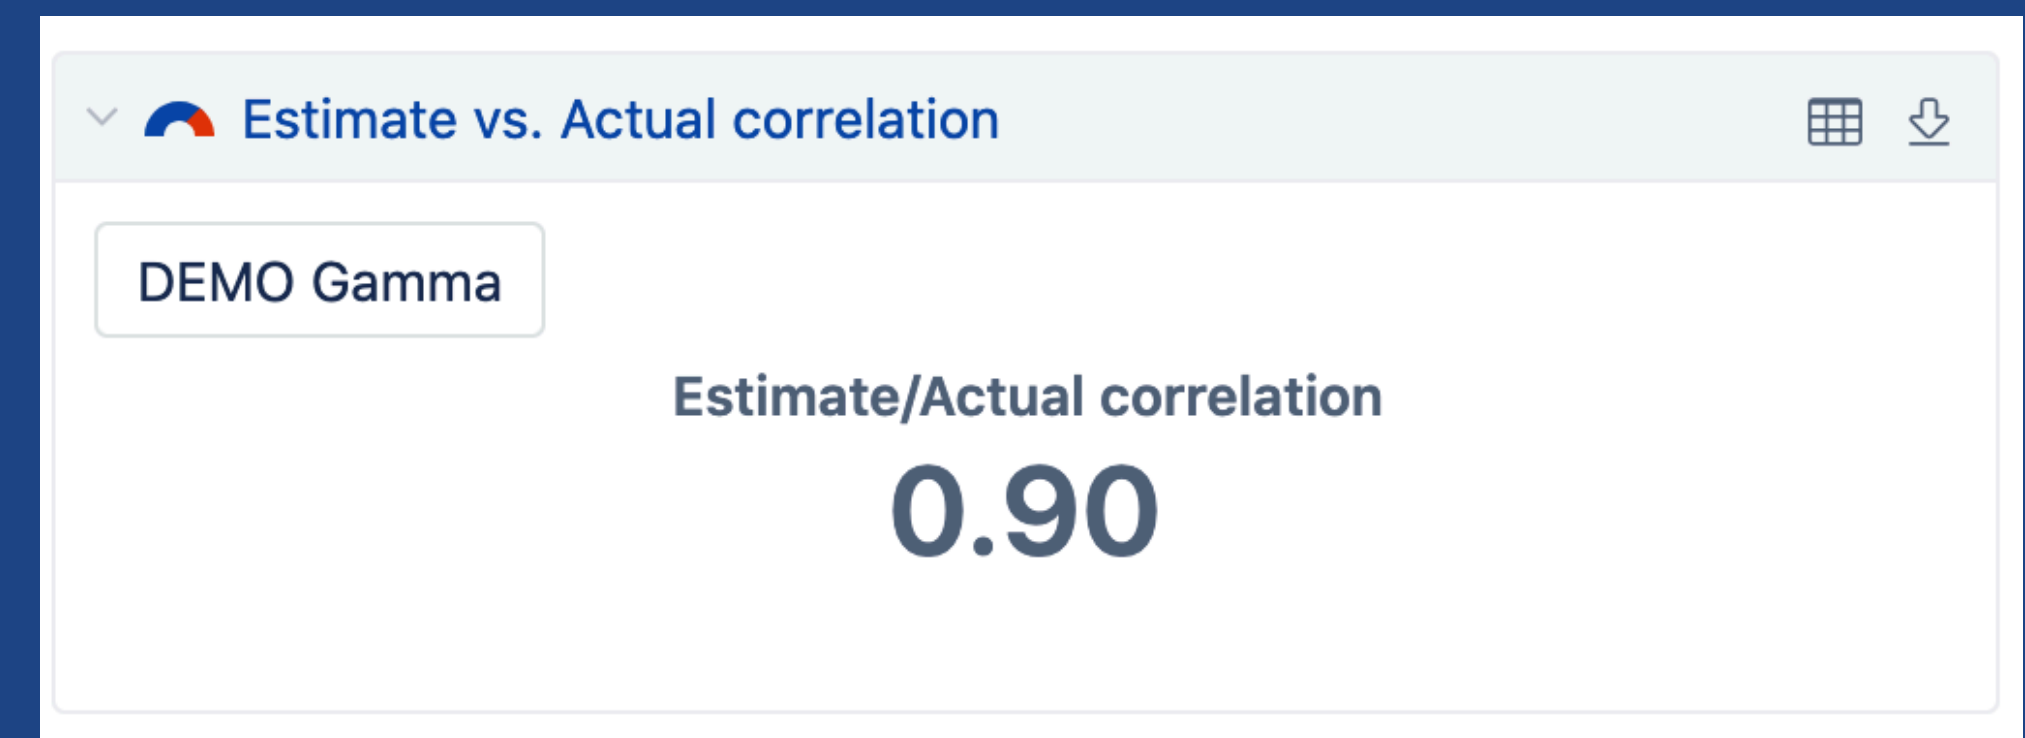 Estimate vs. Actual correlation
DEMO Gamma
Estimate/Actual correlation
0.90